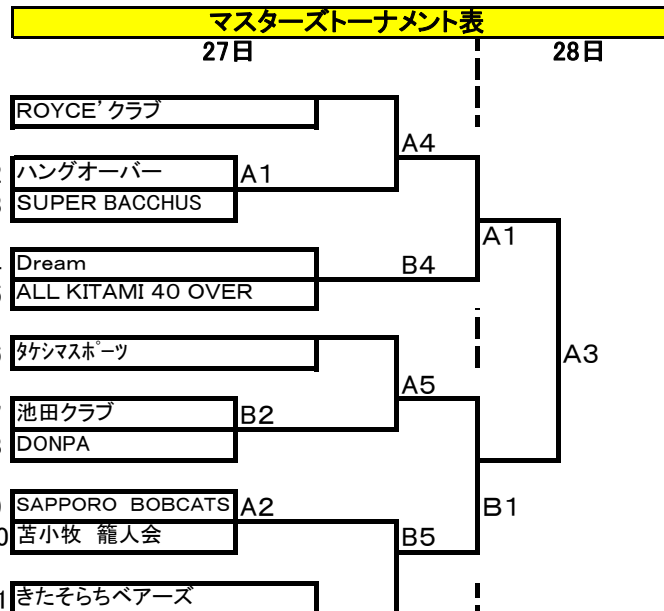 マスターズトーナメント表
27日 28日
ROYCE’クラブ
A4
ハングオーバー A1
SUPER BACCHUS
A1
Dream B4
ALL KITAMI 40 OVER
タケシマスポーツ A3
A5
池田クラブ B2
DONPA
SAPPORO BOBCATS A2 B1
苫小牧 籠人会 B5
きたそらちベアーズ